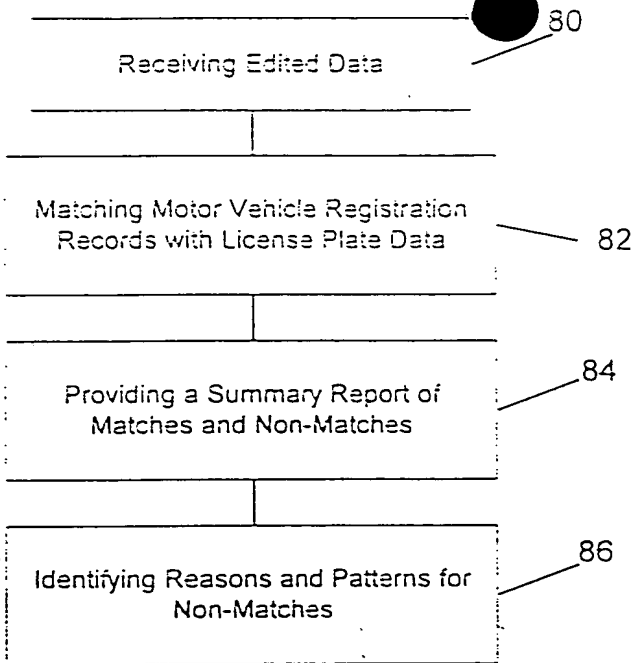 80
Receiving Edited Data
Matching Motor Vehicle Registration
Records with License Plate Data
82
84
Providing a Summary Report of
Matches and Non-Matches
86
Identifying Reasons and Patterns for
Non-Matches